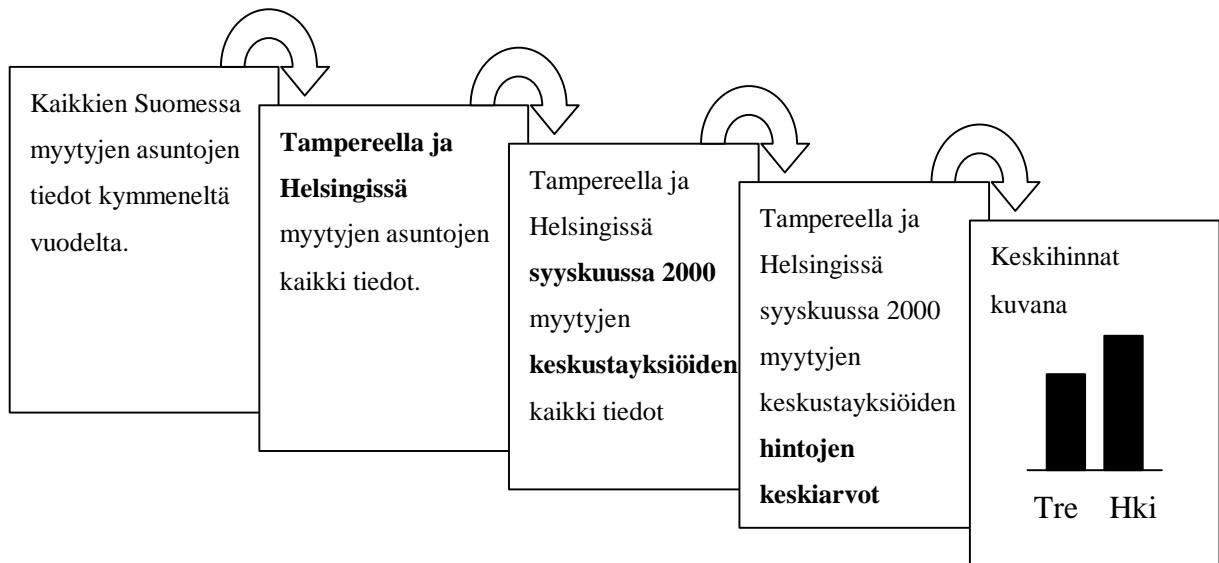 Kaikkien Suomessa
myytyjen asuntojen
tiedot kymmeneltä
vuodelta.
Tampereella ja
Helsingissä
myytyjen asuntojen
kaikki tiedot.
Tampereella ja
Helsingissä
syyskuussa 2000
myytyjen
keskustayksiöiden
kaikki tiedot
Tampereella ja
Helsingissä
syyskuussa 2000
myytyjen
keskustayksiöiden
hintojen
keskiarvot
Keskihinnat
kuvana
Tre Hki